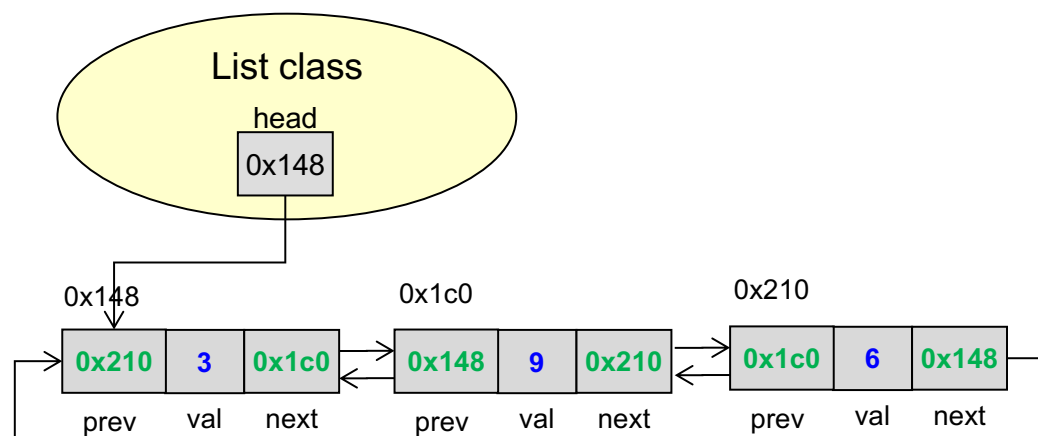 List class
head
0x148
0x148
0x1c0
0x210
0x210 3 0x1c0
0x148 9 0x210
0x1c0 6 0x148
prev val next
prev val next
prev val next